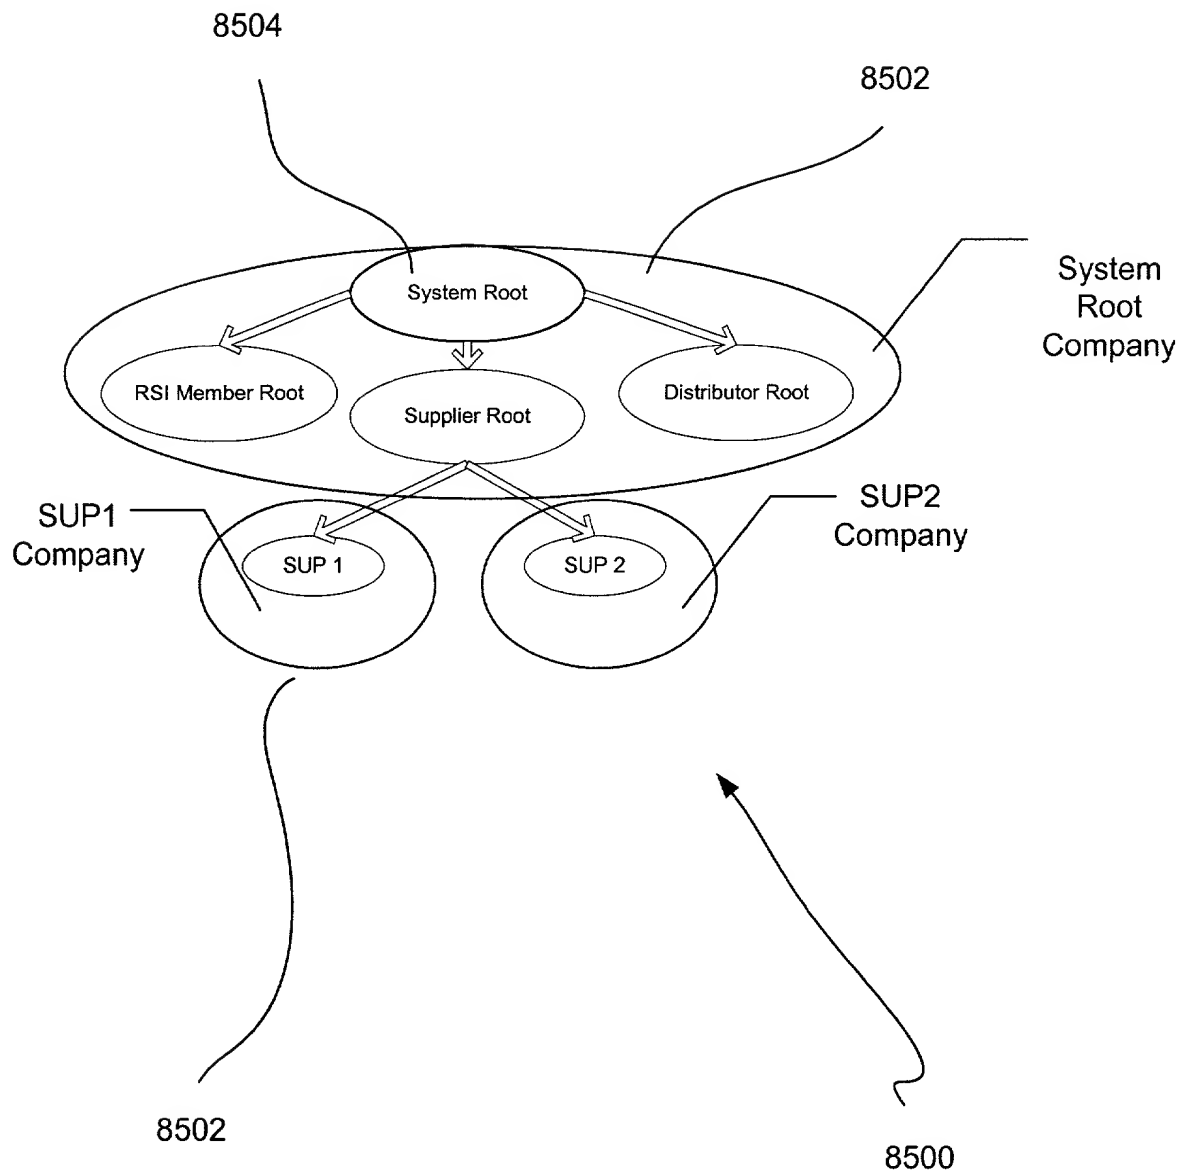 8504
8502
System Root
System
Root
Company
RSI Member Root
Supplier Root
Distributor Root
SUP1
Company
SUP2
Company
SUP 1
SUP 2
8502
8500